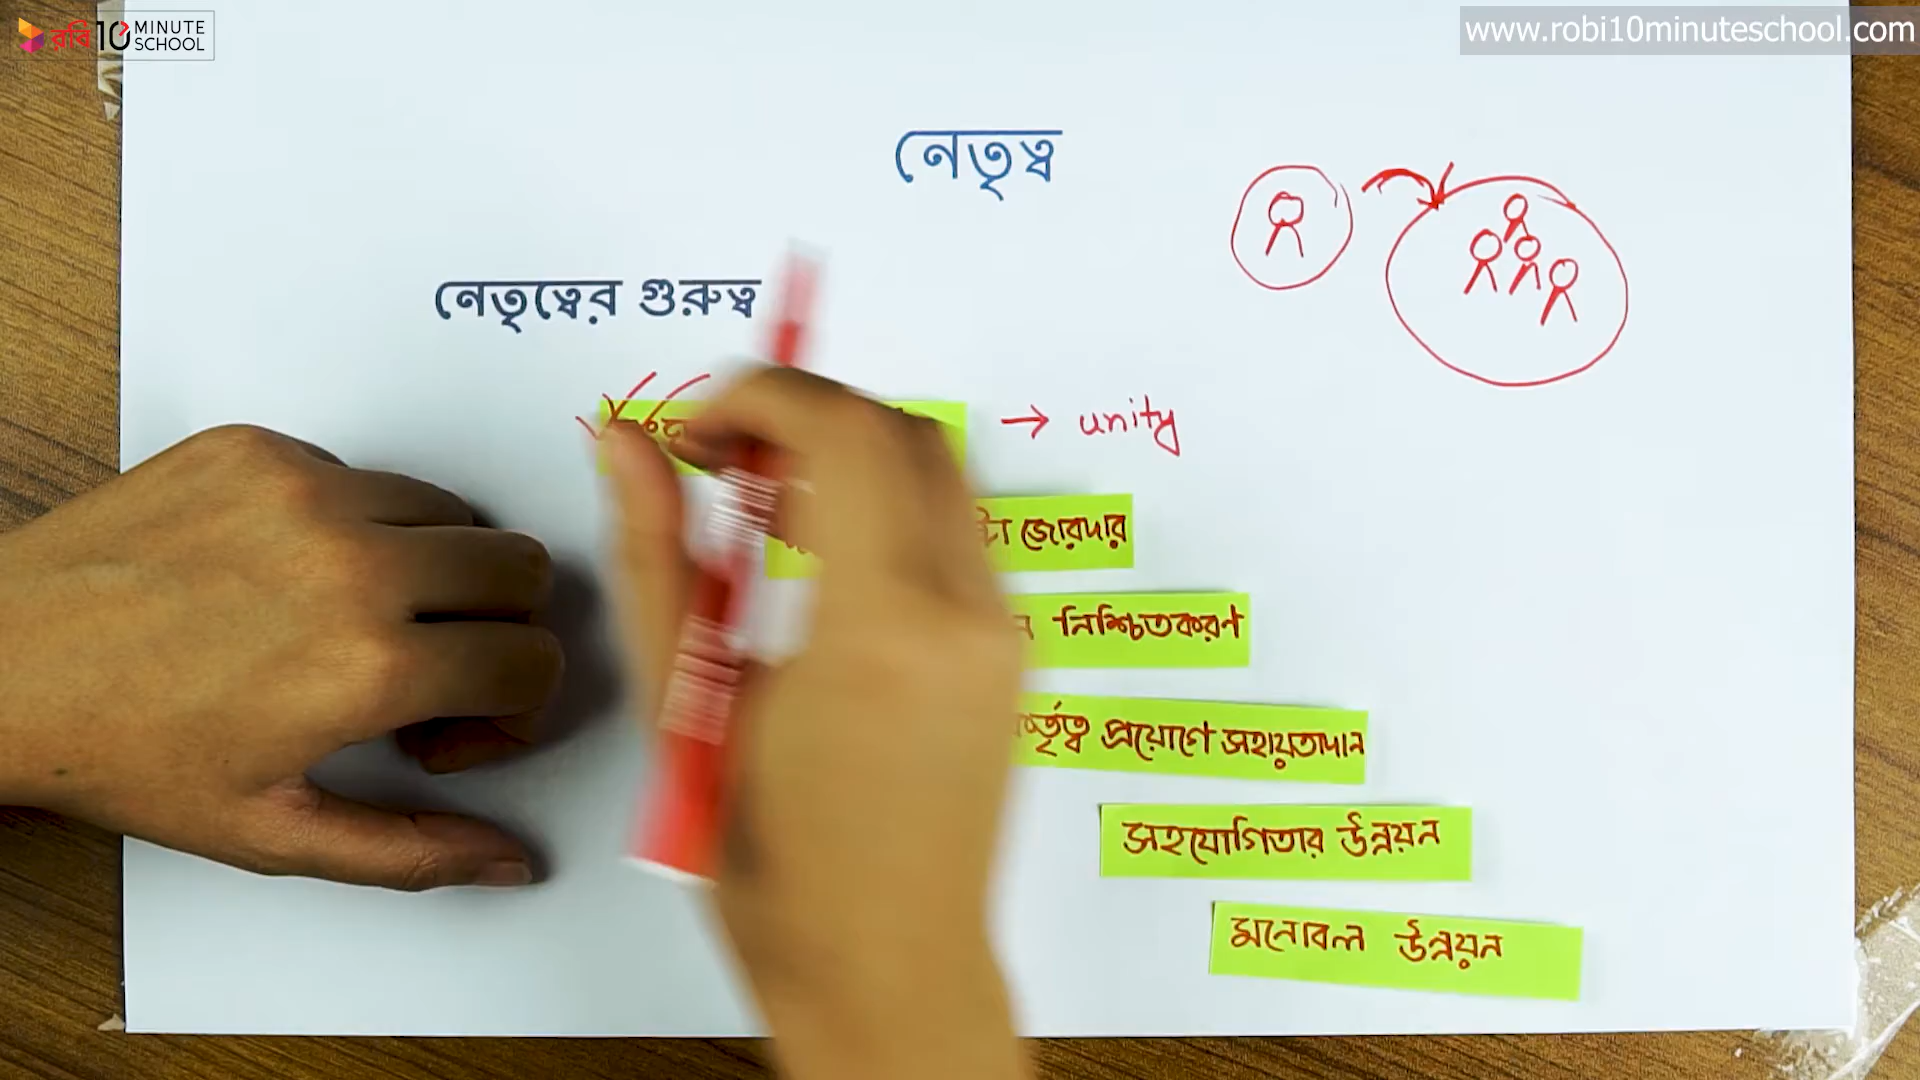 রবি 10 MINUTE SCHOOL
www.robi10minuteschool.com
নেতৃত্ব
নেতৃত্বের গুরুত্ব
→ unity
জোরদার
নিশ্চিতকরণ
প্রয়োগে সহায়তাদান
সহযোগিতার উন্নয়ন
মনোবল উন্নয়ন